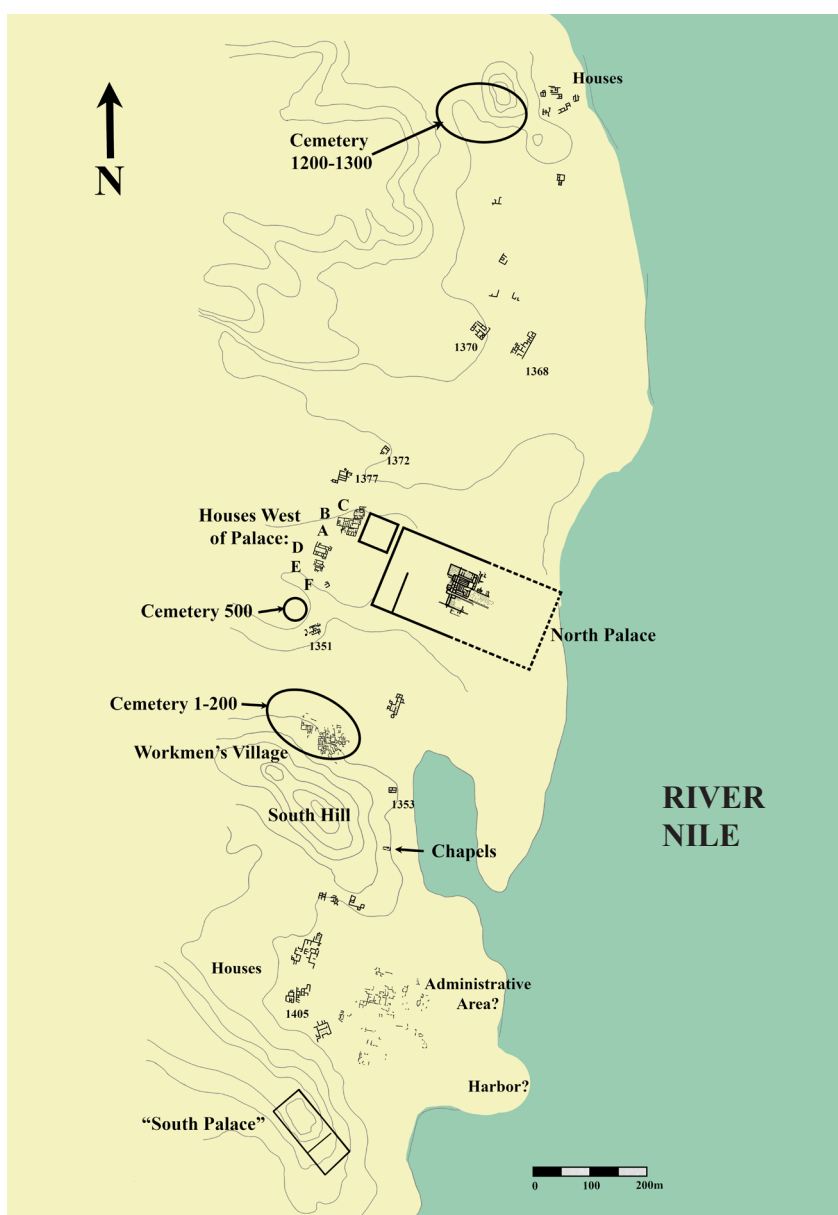 Houses
Cemetery
1200-1300
N
1370
1368
1372
1377
C
B
Houses West
of Palace:
A
D
E
F
Cemetery 500
North Palace
1351
Cemetery 1-200
Workmen’s Village
RIVER
NILE
1353
South Hill
Chapels
Houses
Administrative
Area?
1405
Harbor?
“South Palace”
0 100 200m